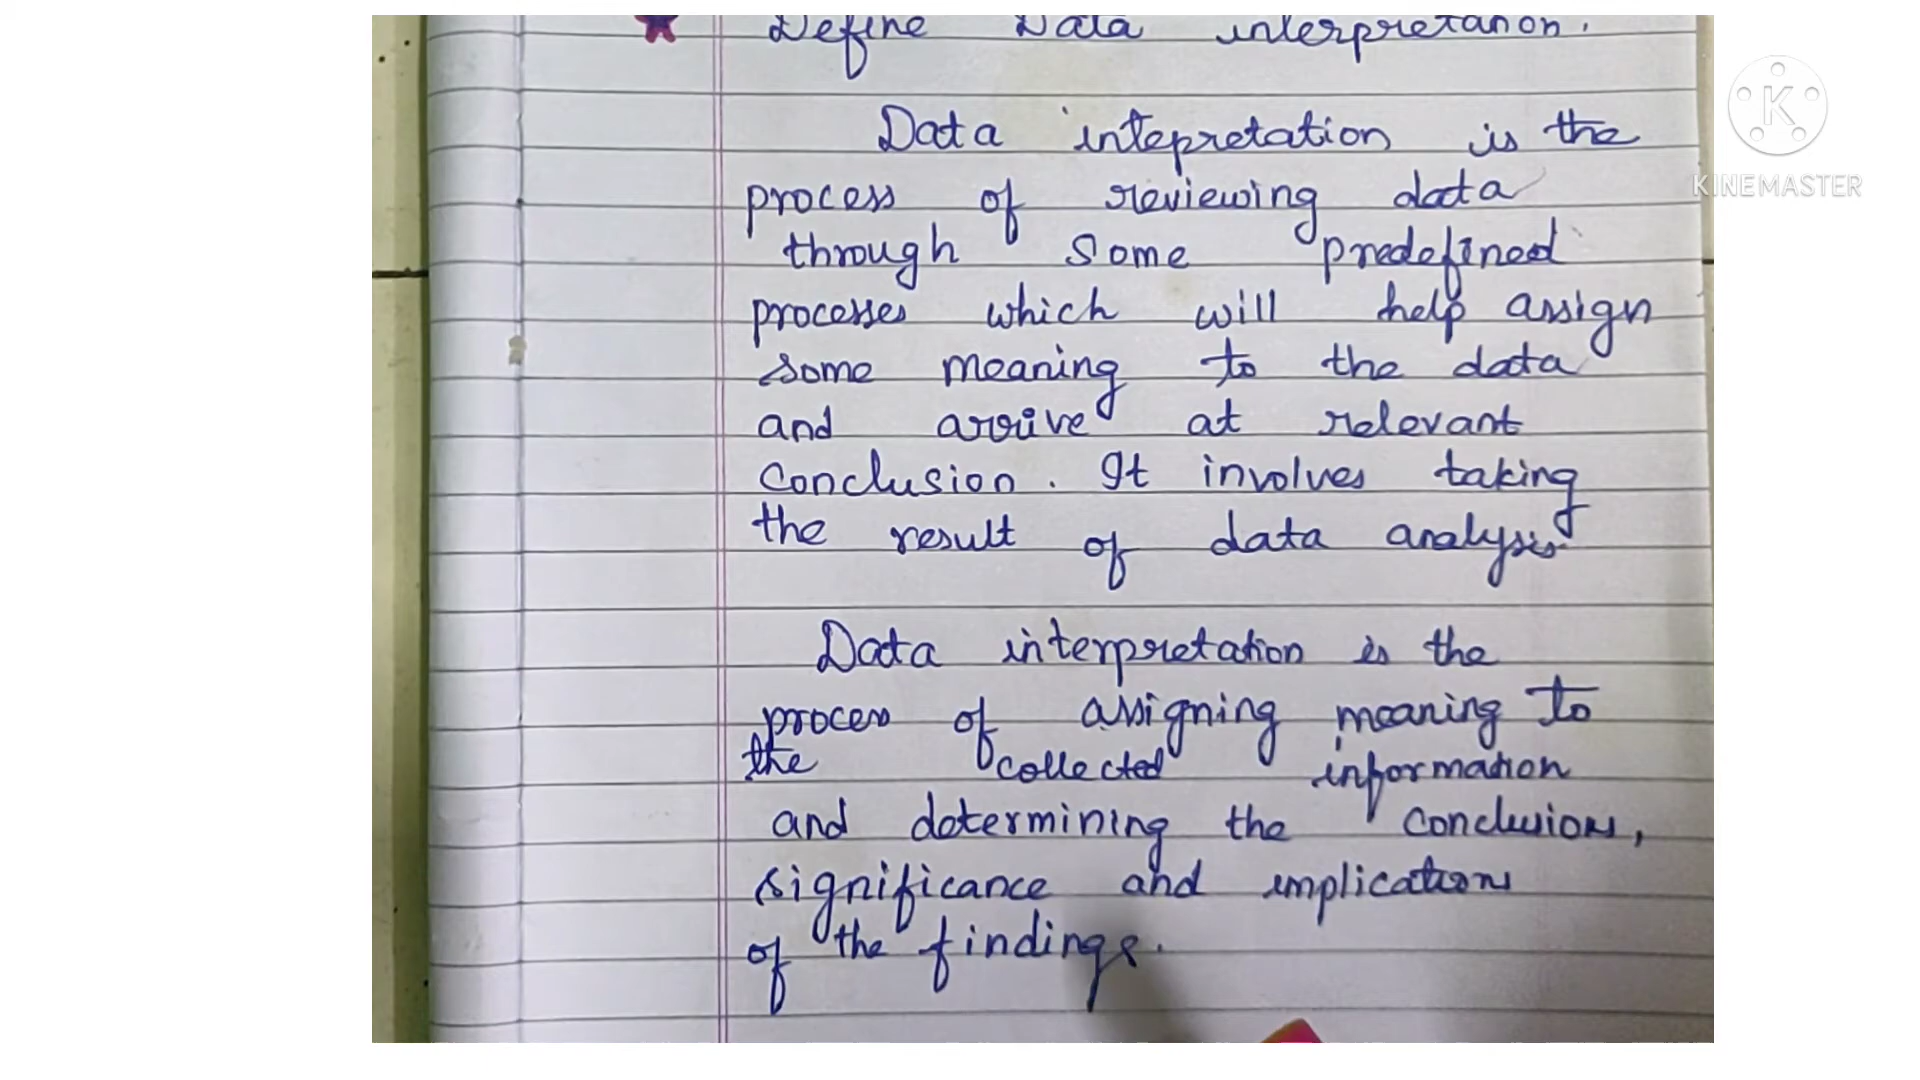 Define Data interpretation.
Data intepretation is the
process of reviewing data
through some predefined
processes which will help assign
some meaning to the data
and arrive at relevant
conclusion. It involves taking
the result of data analysis
Data interpretation is the
process of assigning meaning to
the collected information
and determining the conclusions,
significance and implications
of the findings.
K
KINEMASTER